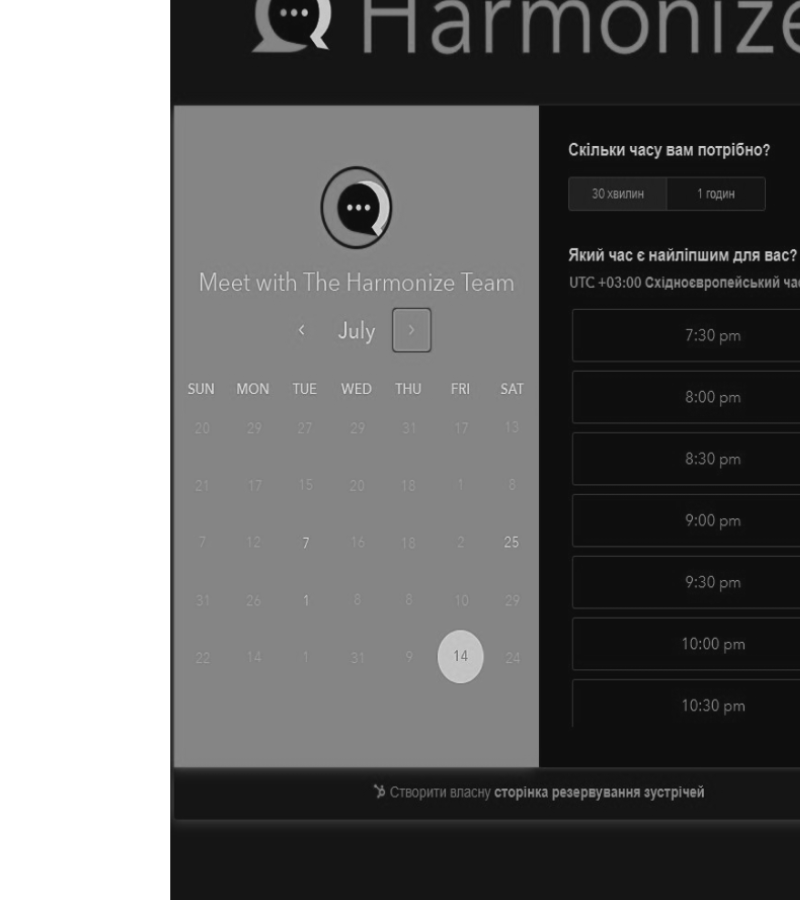 Harmonize
Meet with The Harmonize Team
July
SUN MON TUE WED THU FRI SAT
20 29 27 29 31 17 13
21 17 15 20 18 1 8
7 12 7 16 18 2 25
31 26 1 8 8 10 29
22 14 1 31 9 14 24
Скільки часу вам потрібно?
30 хвилин 1 годин
Який час є найліпшим для вас?
UTC +03:00 Східноєвропейський
7:30 pm
8:00 pm
8:30 pm
9:00 pm
9:30 pm
10:00 pm
10:30 pm
Створити власну сторінка резервування зустрічей